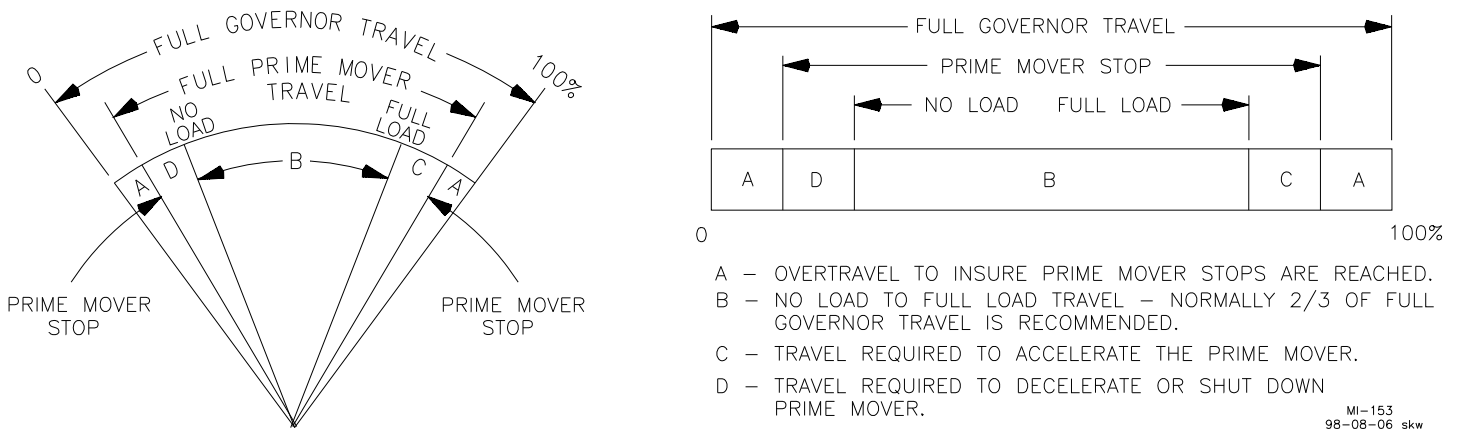 FULL GOVERNOR TRAVEL
0
100%
FULL PRIME MOVER
TRAVEL
NO
LOAD
FULL
LOAD
A
D
B
C
A
PRIME MOVER
STOP
PRIME MOVER
STOP
FULL GOVERNOR TRAVEL
PRIME MOVER STOP
NO LOAD FULL LOAD
A D B C A
0 100%
A – OVERTRAVEL TO INSURE PRIME MOVER STOPS ARE REACHED.
B – NO LOAD TO FULL LOAD TRAVEL – NORMALLY 2/3 OF FULL
GOVERNOR TRAVEL IS RECOMMENDED.
C – TRAVEL REQUIRED TO ACCELERATE THE PRIME MOVER.
D – TRAVEL REQUIRED TO DECELERATE OR SHUT DOWN
PRIME MOVER.
MI–153
98–08–06 skw